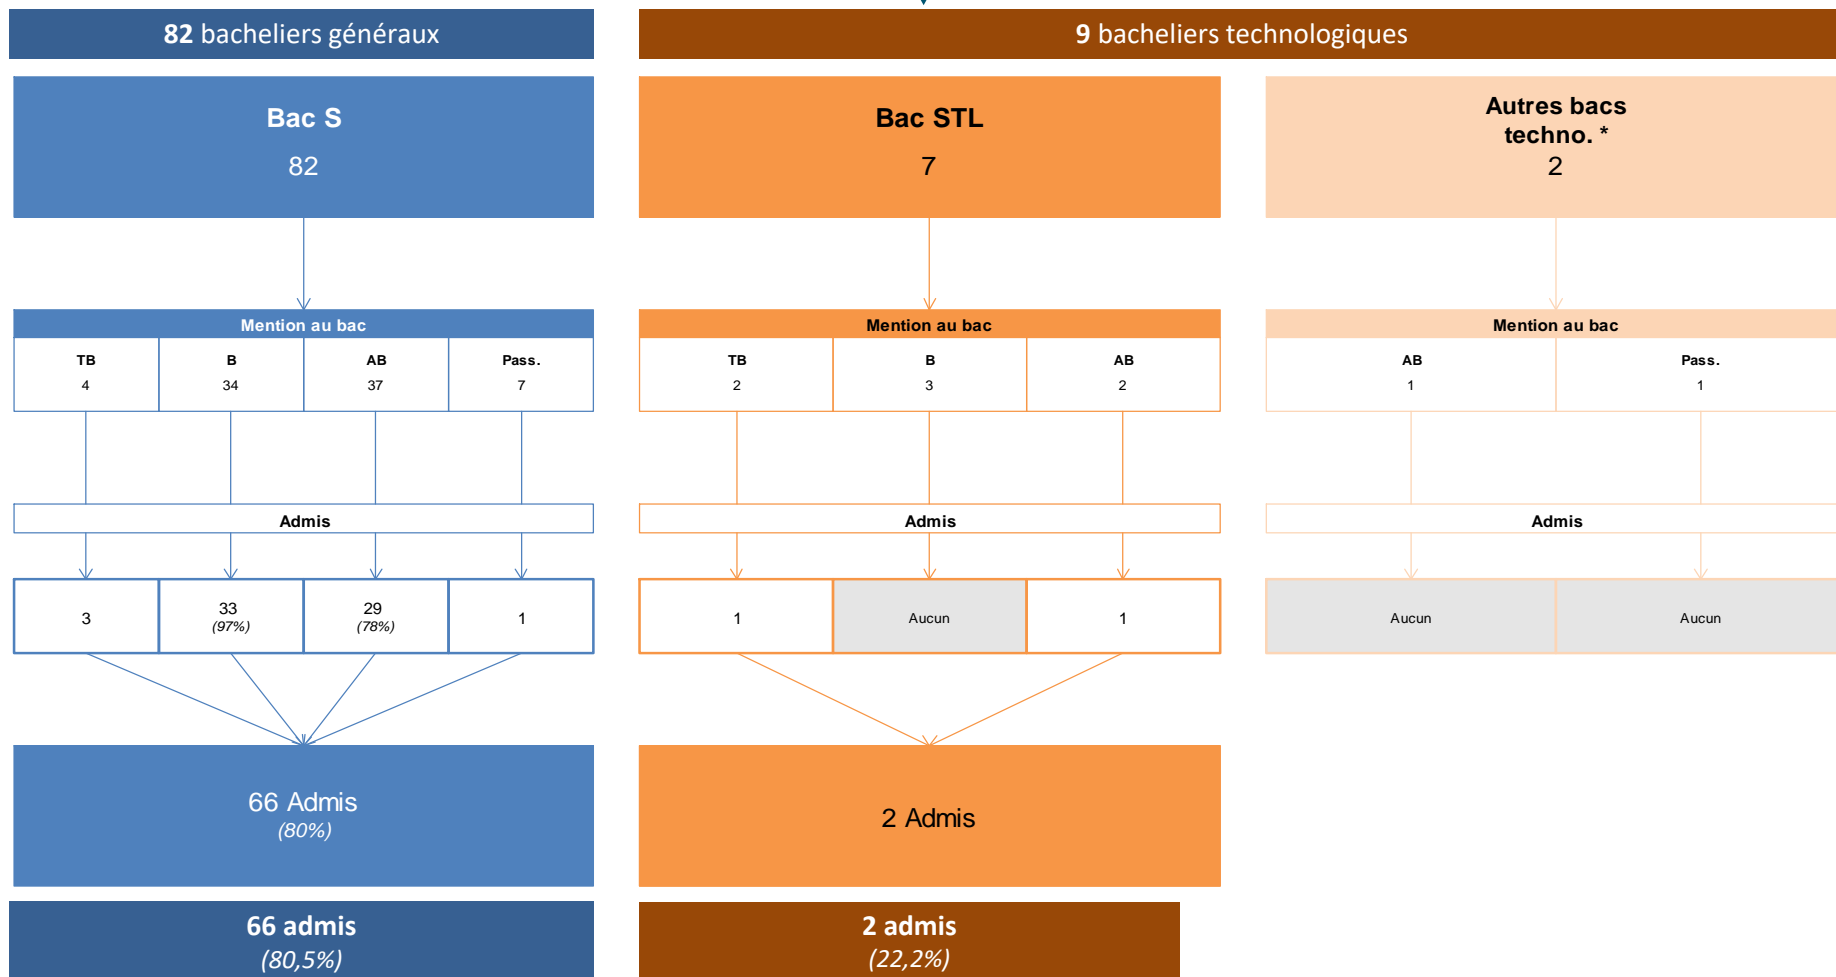 82 bacheliers généraux
9 bacheliers technologiques
Bac S
82
Bac STL
7
Autres bacs
techno. *
2
Mention au bac
TB
B
AB
Pass.
4
34
37
7
Mention au bac
TB
B
AB
2
3
2
Mention au bac
AB
Pass.
1
1
Admis
Admis
Admis
3
33
(97%)
29
(78%)
1
1
Aucun
1
Aucun
Aucun
66 Admis
(80%)
2 Admis
66 admis
(80,5%)
2 admis
(22,2%)